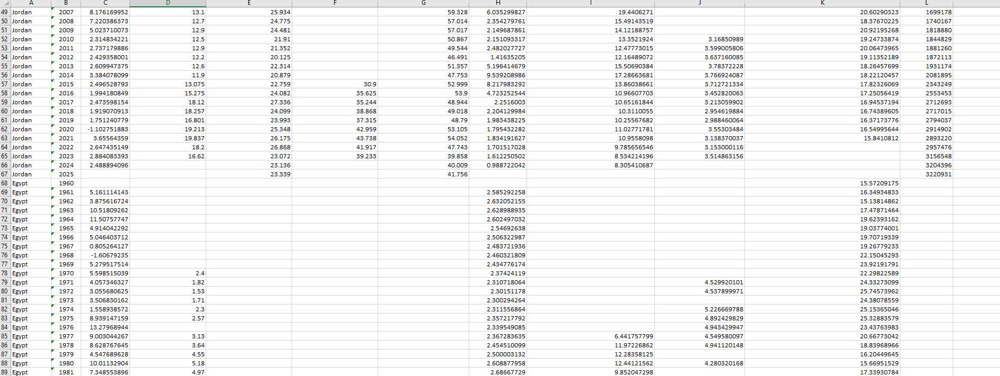 A B C D E F G H I J K L
49 Jordan 2007 8.176169952 13.1 25.934 59.328 6.035299827 19.4406271 20.60290323 1699178
50 Jordan 2008 7.220386373 12.7 24.775 57.014 2.354279761 15.49143519 18.37670225 1740167
51 Jordan 2009 5.023710073 12.9 24.481 57.017 2.149687861 14.12188757 20.92195268 1818880
52 Jordan 2010 2.314834221 12.5 21.91 50.867 2.151093317 13.3521924 3.16850989 19.24733874 1844829
53 Jordan 2011 2.737179886 12.9 21.352 49.544 2.482027727 12.47773015 3.599005806 20.06473965 1881260
54 Jordan 2012 2.429358001 12.2 20.125 46.491 1.41635205 12.16489072 3.637160085 19.11352189 1872113
55 Jordan 2013 2.609947375 12.6 22.314 51.357 5.196414679 15.50690384 3.78372228 18.26457699 1931174
56 Jordan 2014 3.384078099 11.9 20.879 47.753 9.539208986 17.28663681 3.766924087 18.22120457 2081895
57 Jordan 2015 2.496528793 13.075 22.759 30.9 52.999 8.217983292 13.86038661 3.712721334 17.82326069 2343249
58 Jordan 2016 1.994180849 15.275 24.082 35.625 53.9 4.723252544 10.96607703 3.452820063 17.25056419 2553453
59 Jordan 2017 2.473598154 18.12 27.336 35.244 48.944 2.2516003 10.65161844 3.213059902 16.94537194 2712693
60 Jordan 2018 1.919070913 18.257 24.099 38.868 49.018 2.204129984 10.3110055 2.954619884 16.74389605 2717015
61 Jordan 2019 1.751240779 16.801 23.993 37.315 48.79 1.983438225 10.25567682 2.988460064 16.37173776 2794037
62 Jordan 2020 -1.102751883 19.213 25.348 42.959 53.105 1.795432282 11.02771781 3.55303484 16.54995644 2914902
63 Jordan 2021 3.65564359 19.837 26.175 43.738 54.052 1.834191627 10.9558098 3.138370037 15.8410812 2893220
64 Jordan 2022 2.647435149 18.2 26.868 41.917 47.743 1.701517028 9.785656546 3.153000116 2957476
65 Jordan 2023 2.884083393 16.62 23.072 39.233 39.858 1.612250502 8.534214196 3.514863156 3156548
66 Jordan 2024 2.488894096 23.136 40.009 0.988722042 8.305410687 3204396
67 Jordan 2025 23.339 41.756 3220931
68 Egypt 1960 15.57209175
69 Egypt 1961 5.161114143 2.585292258 16.34934833
70 Egypt 1962 3.875616724 2.632052155 15.13814862
71 Egypt 1963 10.51809262 2.628988935 17.47871464
72 Egypt 1964 11.50757747 2.602497032 19.62393162
73 Egypt 1965 4.914042292 2.54692638 19.03774001
74 Egypt 1966 5.046403712 2.506322987 19.70719339
75 Egypt 1967 0.805264127 2.483721936 19.26779233
76 Egypt 1968 -1.60679235 2.460321809 22.15045293
77 Egypt 1969 5.279517514 2.434776174 23.92191791
78 Egypt 1970 5.598515039 2.4 2.37424119 22.29822589
79 Egypt 1971 4.057346327 1.82 2.310718064 4.529920101 24.33273099
80 Egypt 1972 3.055680625 1.53 2.30151178 4.537899971 25.74573962
81 Egypt 1973 3.506830162 1.71 2.300294264 24.38078559
82 Egypt 1974 1.558938572 2.3 2.311556864 5.226669788 25.15365046
83 Egypt 1975 8.939147159 2.57 2.357217792 4.892429829 25.32883579
84 Egypt 1976 13.27968944 2.339549085 4.943429947 23.43763983
85 Egypt 1977 9.003044267 3.13 2.367283635 6.441757799 4.549580097 20.66773042
86 Egypt 1978 8.628767645 3.64 2.454510099 11.97226862 4.941120148 18.83968966
87 Egypt 1979 4.547689628 4.55 2.500003132 12.28358125 16.20449645
88 Egypt 1980 10.01132904 5.18 2.608877958 12.44121562 4.280320168 15.66951529
89 Egypt 1981 7.348553896 4.97 2.68667729 9.852047298 17.33930784